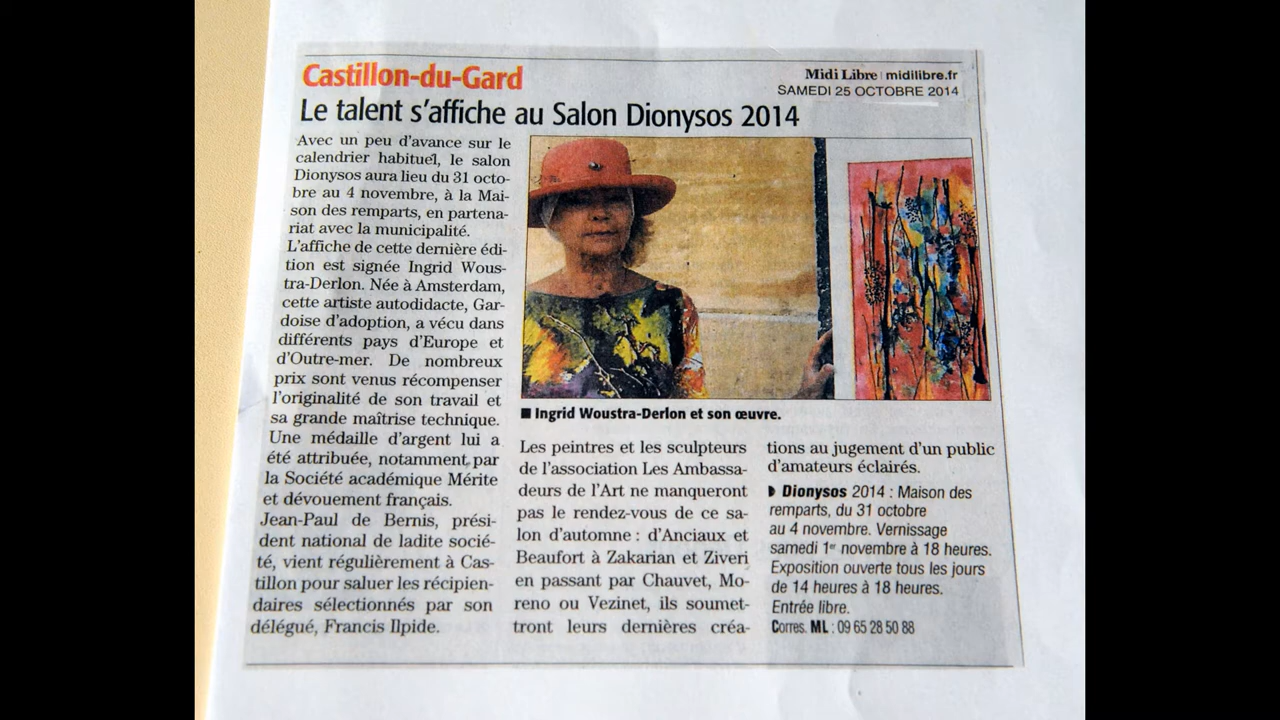 Castillon-du-Gard
Midi Libre | midilibre.fr
SAMEDI 25 OCTOBRE 2014
Le talent s'affiche au Salon Dionysos 2014
Avec un peu d'avance sur le
calendrier habituel, le salon
Dionysos aura lieu du 31 octo-
bre au 4 novembre, à la Mai-
son des remparts, en partena-
riat avec la municipalité.
L'affiche de cette dernière édi-
tion est signée Ingrid Wous-
tra-Derlon. Née à Amsterdam,
cette artiste autodidacte, Gar-
doise d'adoption, a vécu dans
différents pays d'Europe et
d'Outre-mer. De nombreux
prix sont venus récompenser
l'originalité de son travail et
sa grande maîtrise technique.
Une médaille d'argent lui a
été attribuée, notamment par
la Société académique Mérite
et dévouement français.
Jean-Paul de Bernis, prési-
dent national de ladite socié-
té, vient régulièrement à Cas-
tillon pour saluer les récipien-
daires sélectionnés par son
délégué, Francis Ilpide.
■ Ingrid Woustra-Derlon et son œuvre.
Les peintres et les sculpteurs
de l'association Les Ambassa-
deurs de l'Art ne manqueront
pas le rendez-vous de ce sa-
lon d'automne : d'Anciaux et
Beaufort à Zakarian et Ziveri
en passant par Chauvet, Mo-
reno ou Vezinet, ils soumet-
tront leurs dernières créa-
tions au jugement d'un public
d'amateurs éclairés.
◗ Dionysos 2014 : Maison des
remparts, du 31 octobre
au 4 novembre. Vernissage
samedi 1er novembre à 18 heures.
Exposition ouverte tous les jours
de 14 heures à 18 heures.
Entrée libre.
Corres. ML : 09 65 28 50 88